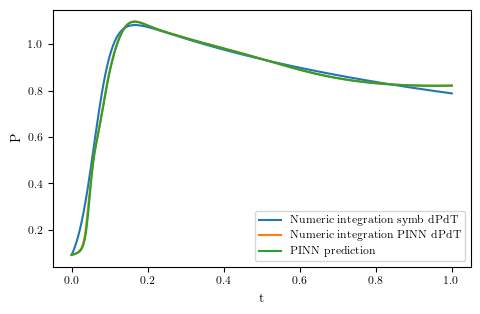 P
1.0
0.8
0.6
0.4
0.2
Numeric integration symb dPdT
Numeric integration PINN dPdT
PINN prediction
0.0 0.2 0.4 0.6 0.8 1.0
t